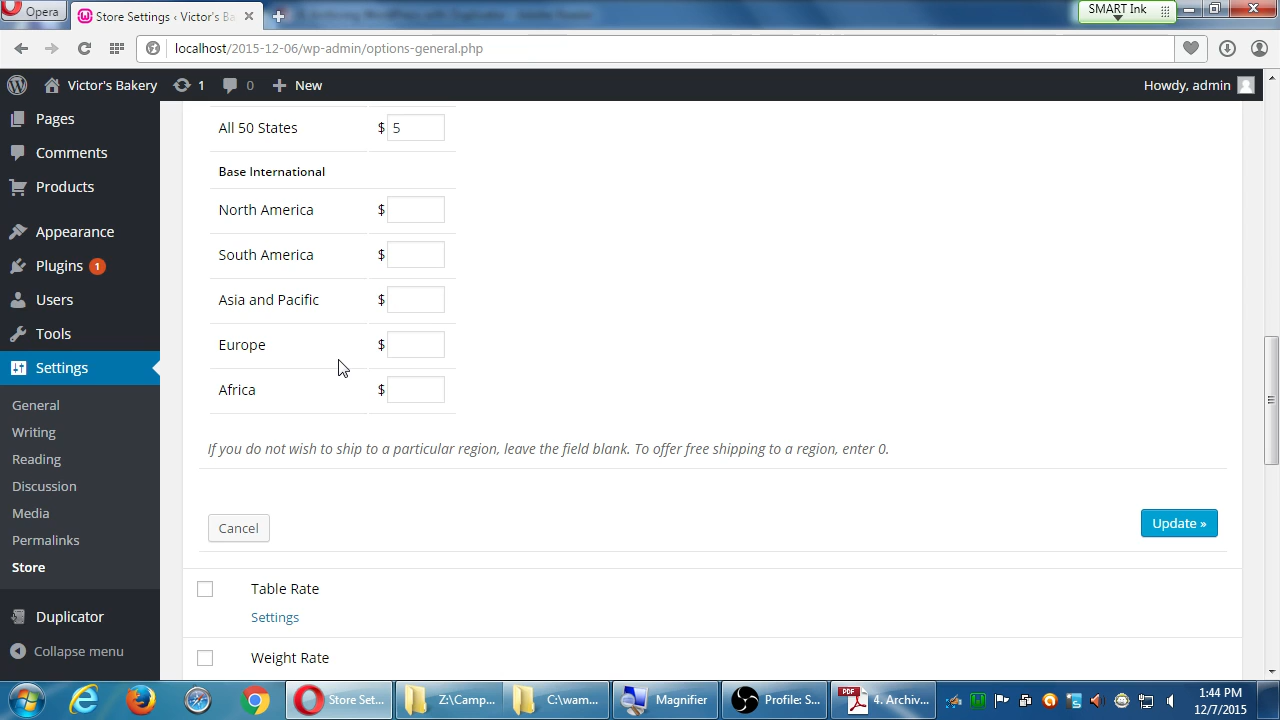 Opera
Store Settings ‹ Victor's Ba
SMART Ink
localhost/2015-12-06/wp-admin/options-general.php
Victor's Bakery
1
0
New
Howdy, admin
Pages
Comments
Products
Appearance
Plugins 1
Users
Tools
Settings
General
Writing
Reading
Discussion
Media
Permalinks
Store
Duplicator
Collapse menu
All 50 States $ 5
Base International
North America $
South America $
Asia and Pacific $
Europe $
Africa $
If you do not wish to ship to a particular region, leave the field blank. To offer free shipping to a region, enter 0.
Cancel
Update »
Table Rate
Settings
Weight Rate
Store Set...
Z:\Camp...
C:\wam...
Magnifier
Profile: S...
PDF
4. Archiv...
1:44 PM
12/7/2015